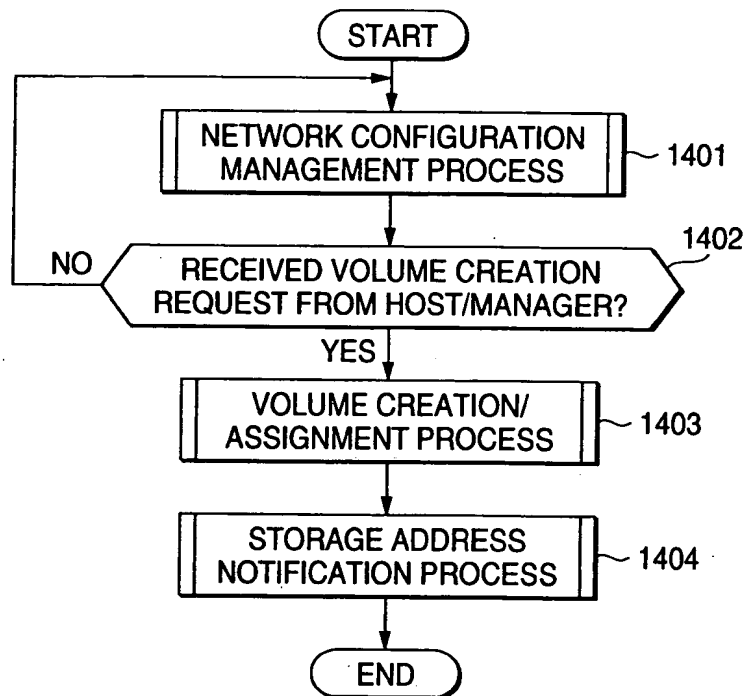 START
NETWORK CONFIGURATION
MANAGEMENT PROCESS
1401
1402
NO
RECEIVED VOLUME CREATION
REQUEST FROM HOST/MANAGER?
YES
VOLUME CREATION/
ASSIGNMENT PROCESS
1403
STORAGE ADDRESS
NOTIFICATION PROCESS
1404
END